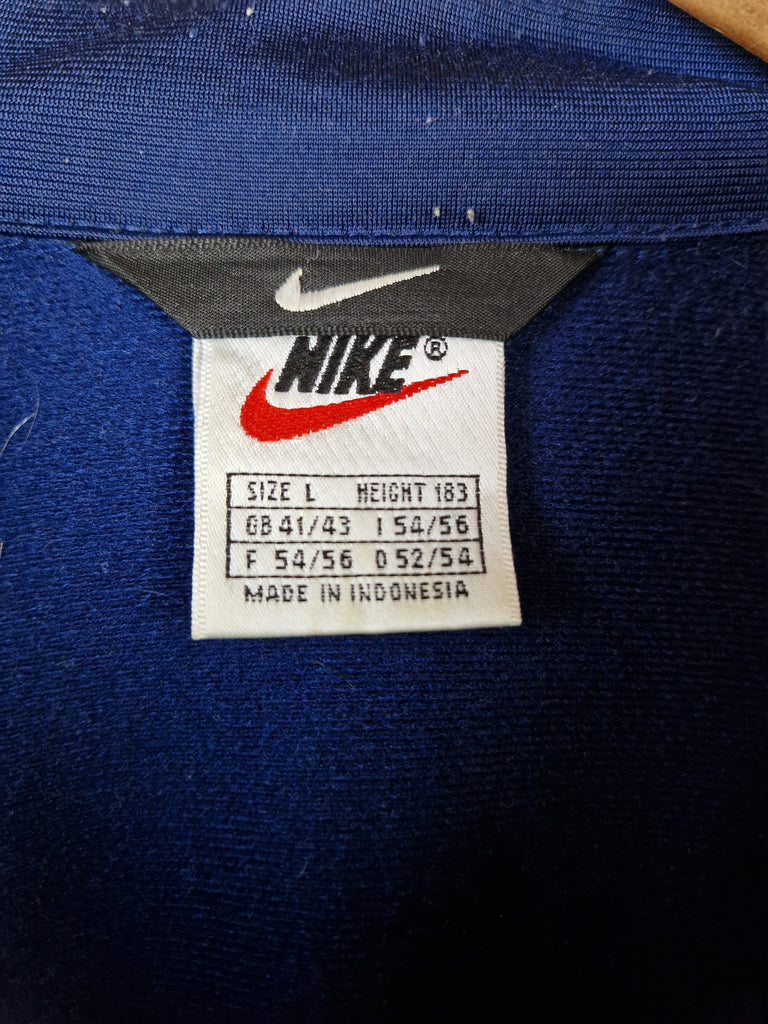 NIKE®
SIZE L HEIGHT 183
GB 41/43 I 54/56
F 54/56 D 52/54
MADE IN INDONESIA